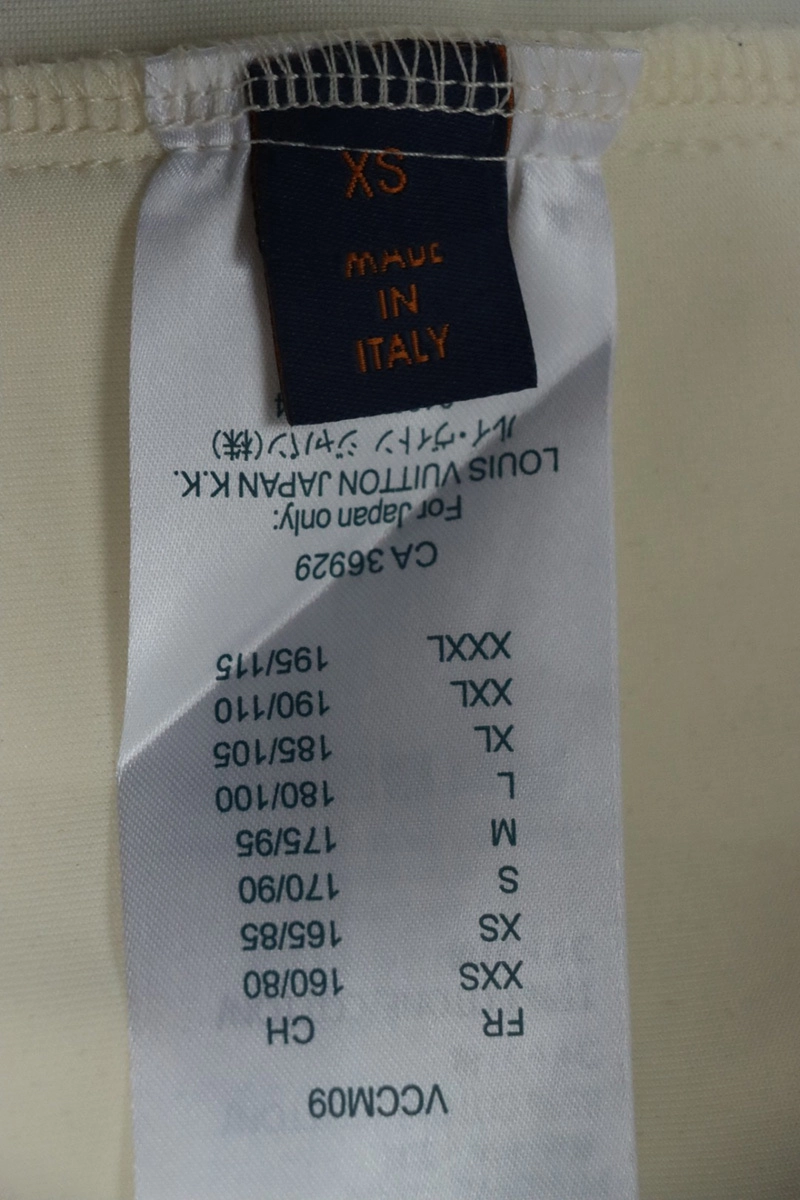 XS
MADE
IN
ITALY
VCCM09
FR CH
XXS 160/80
XS 165/85
S 170/90
M 175/95
L 180/100
XL 185/105
XXL 190/110
XXXL 195/115
CA 36929
For Japan only:
LOUIS VUITTON JAPAN K.K.
ルイ・ヴィトン ジャパン(株)